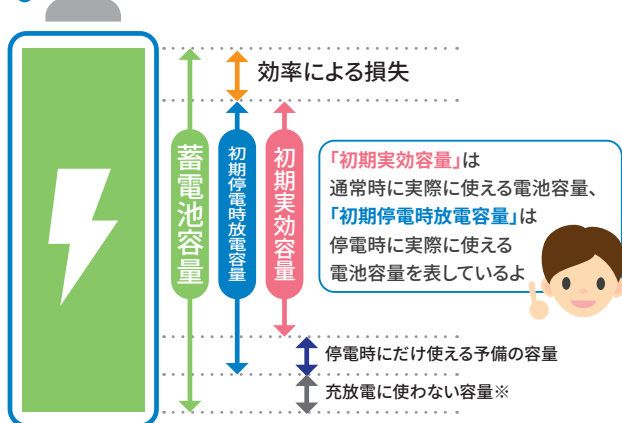 効率による損失
蓄電池容量
初期停電時放電容量
初期実効容量
「初期実効容量」は
通常時に実際に使える電池容量、
「初期停電時放電容量」は
停電時に実際に使える
電池容量を表しているよ
停電時にだけ使える予備の容量
充放電に使わない容量※